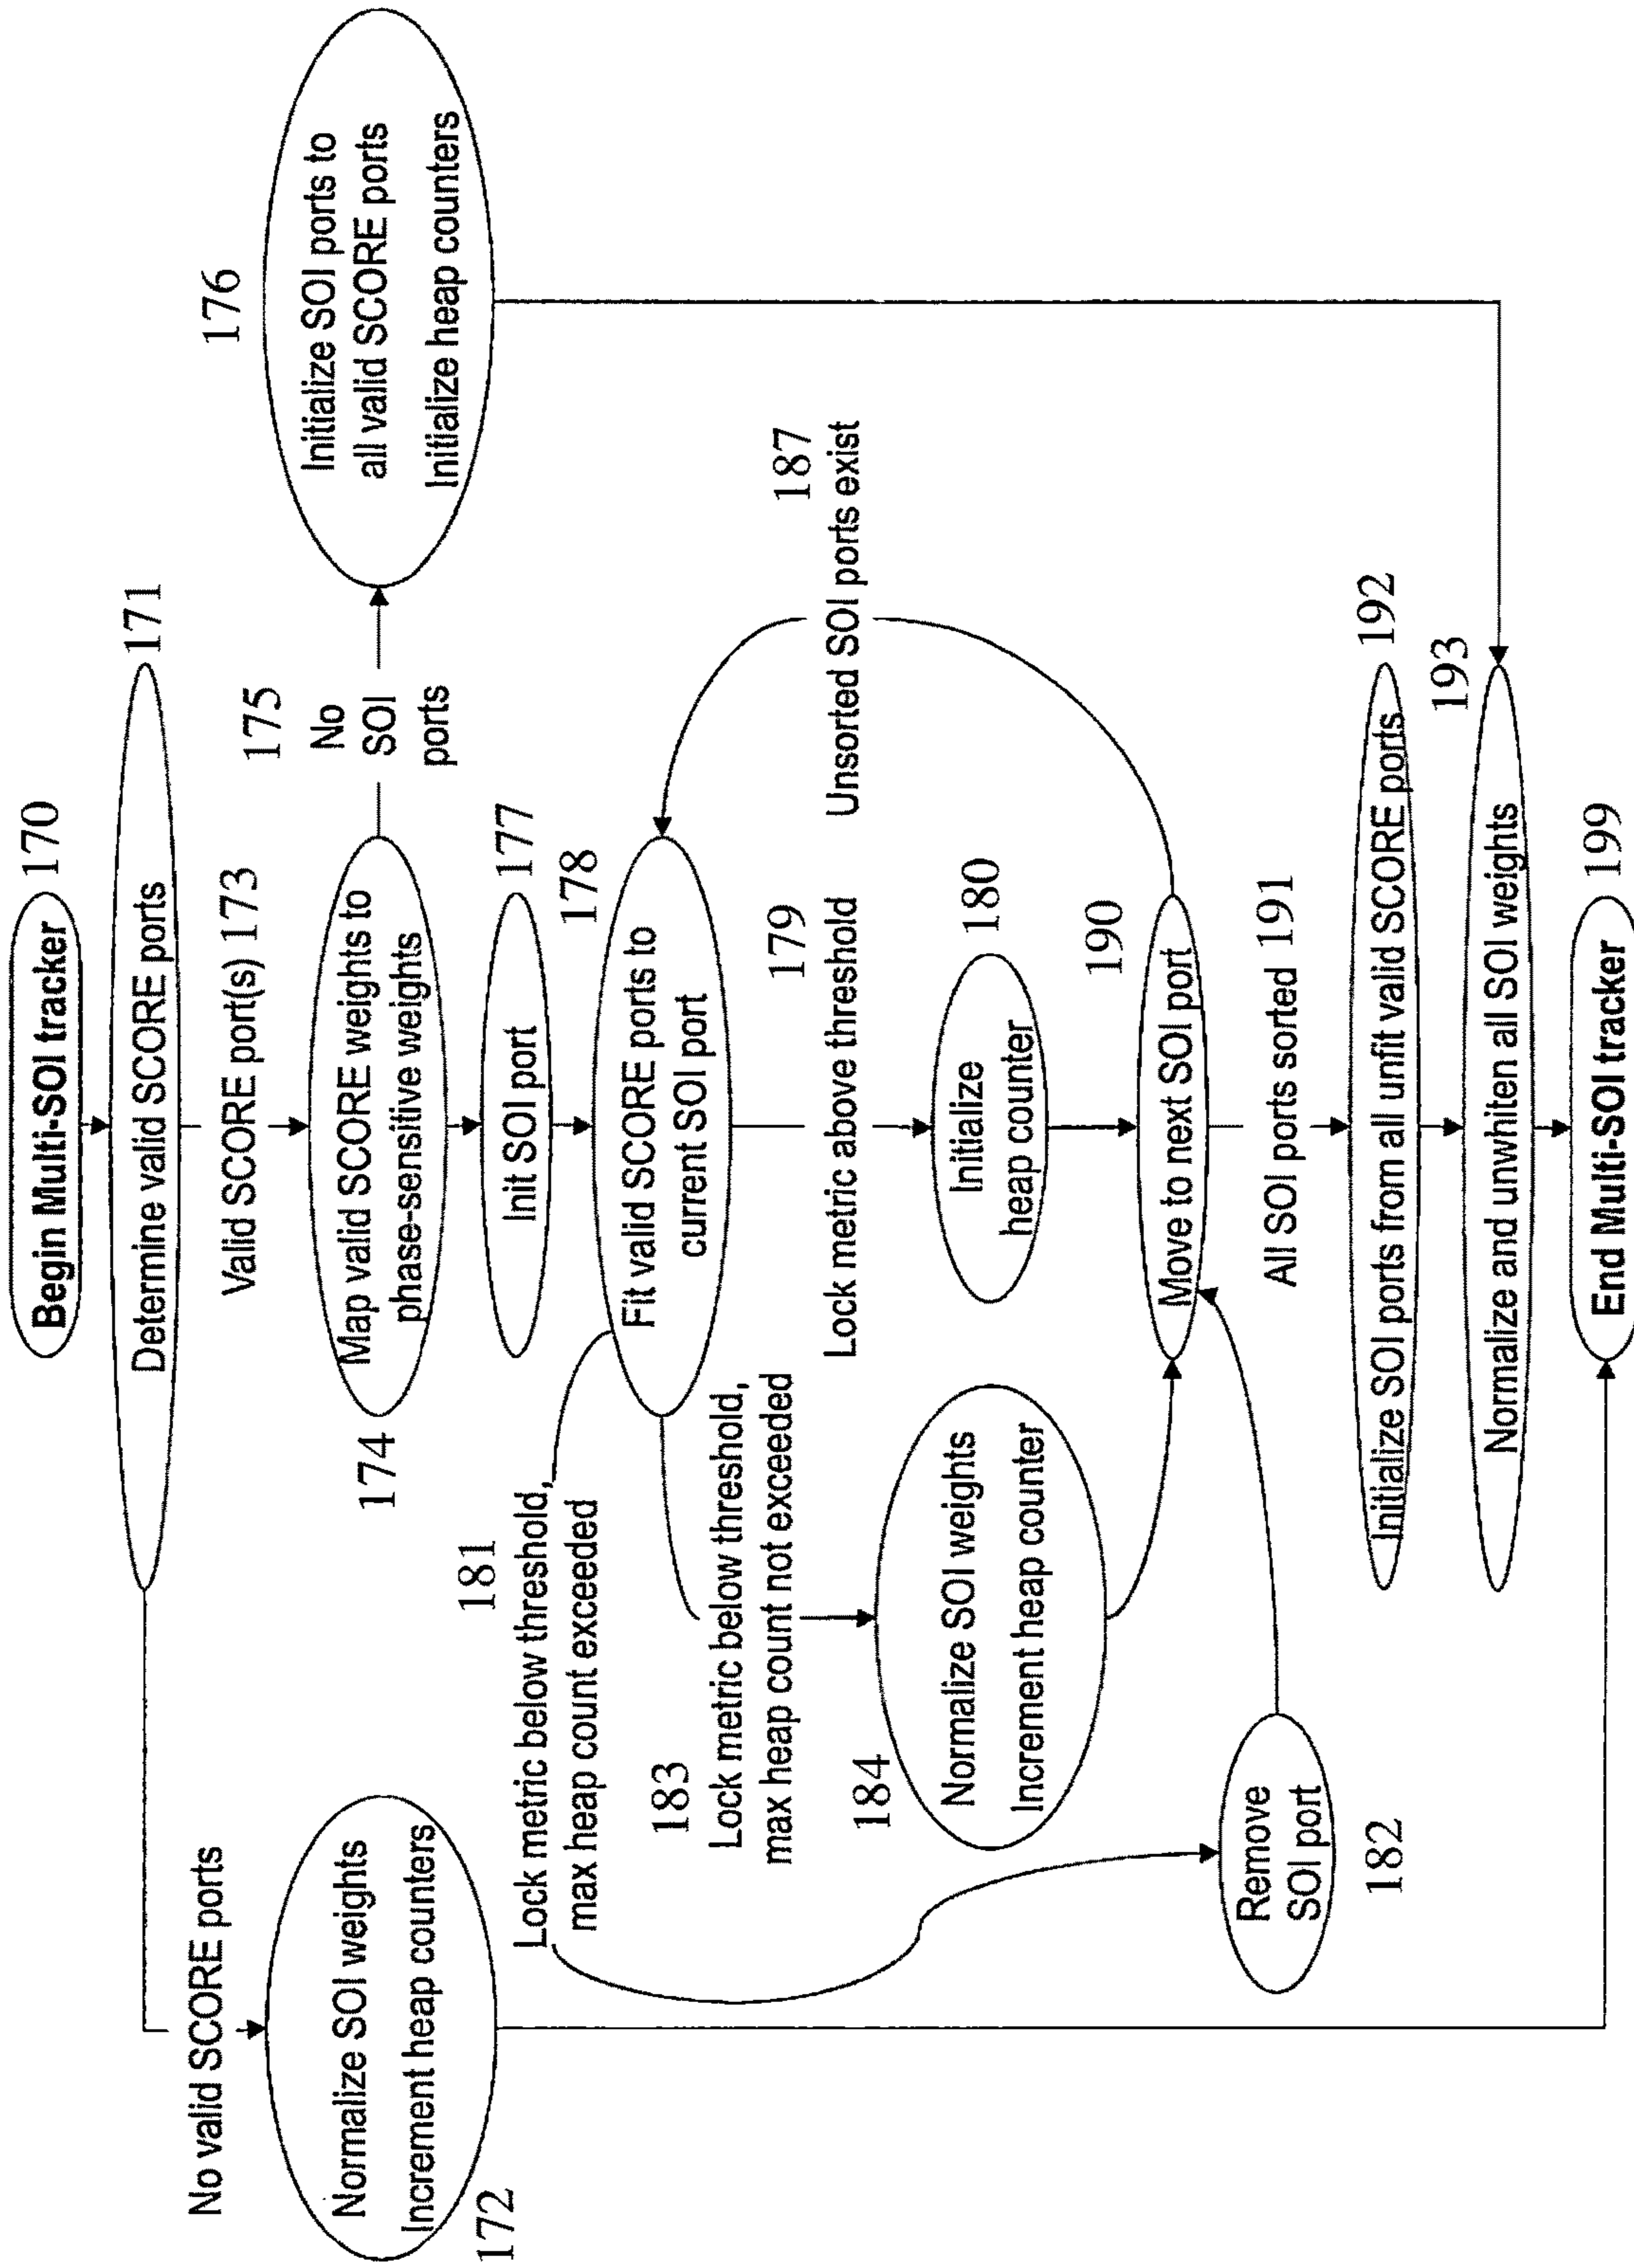 Begin Multi-SOI tracker
170
Determine valid SCORE ports
171
No valid SCORE ports
Normalize SOI weights
Increment heap counters
172
Valid SCORE port(s) 173
Map valid SCORE weights to
phase-sensitive weights
174
175
No
SOI
ports
176
Initialize SOI ports to
all valid SCORE ports
Initialize heap counters
Init SOI port
177
178
Fit valid SCORE ports to
current SOI port
179
Lock metric above threshold
Initialize
heap counter
180
181
Lock metric below threshold,
max heap count exceeded
Remove
SOI port
182
183
Lock metric below threshold,
max heap count not exceeded
184
Normalize SOI weights
Increment heap counter
187
Unsorted SOI ports exist
190
Move to next SOI port
All SOI ports sorted 191
Initialize SOI ports from all unfit valid SCORE ports
192
193
Normalize and unwhiten all SOI weights
End Multi-SOI tracker
199